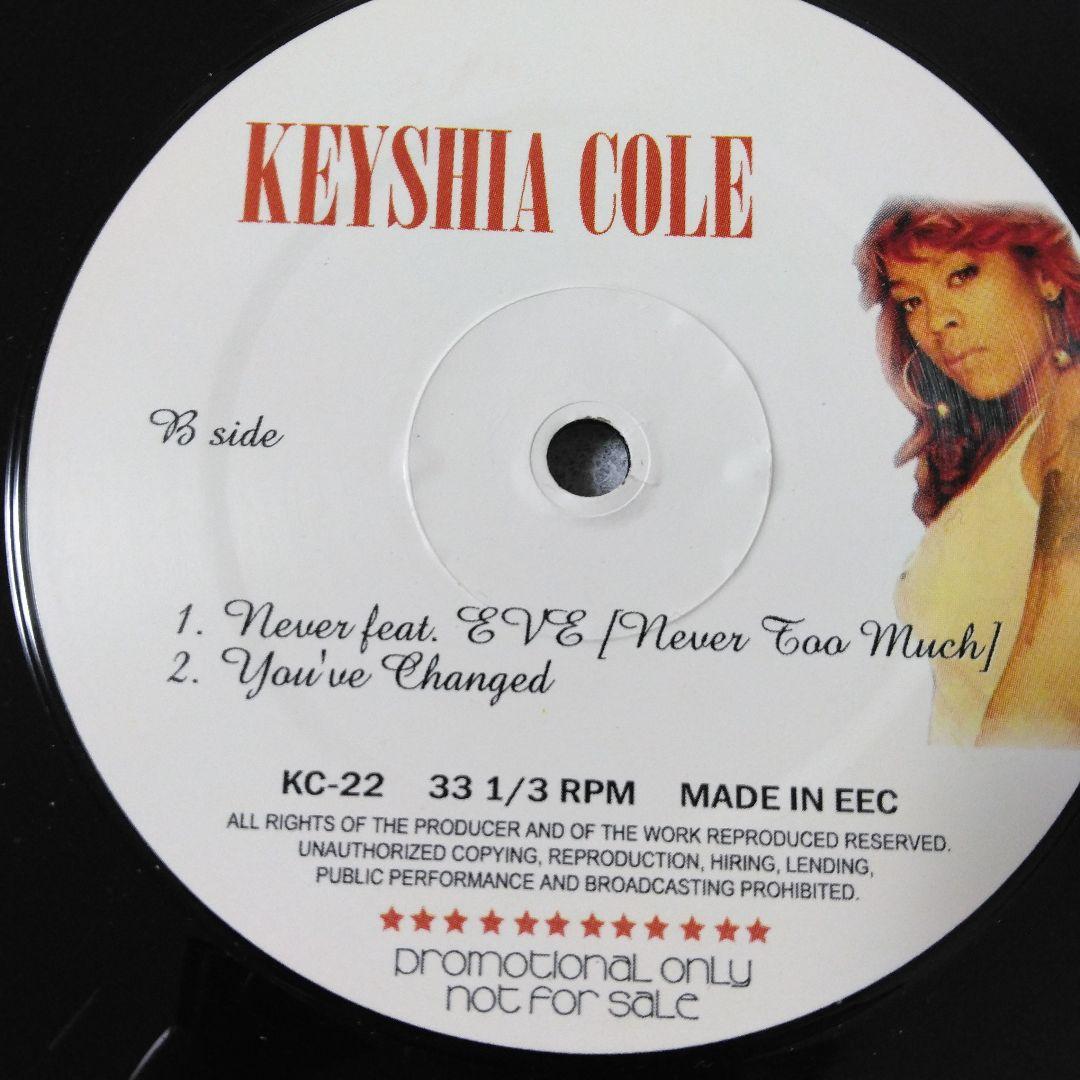 KEYSHIA COLE
B side
1. Never feat. EVE [Never Too Much]
2. You've Changed
KC-22 33 1/3 RPM MADE IN EEC
ALL RIGHTS OF THE PRODUCER AND OF THE WORK REPRODUCED RESERVED.
UNAUTHORIZED COPYING, REPRODUCTION, HIRING, LENDING,
PUBLIC PERFORMANCE AND BROADCASTING PROHIBITED.
promotional only
not for sale